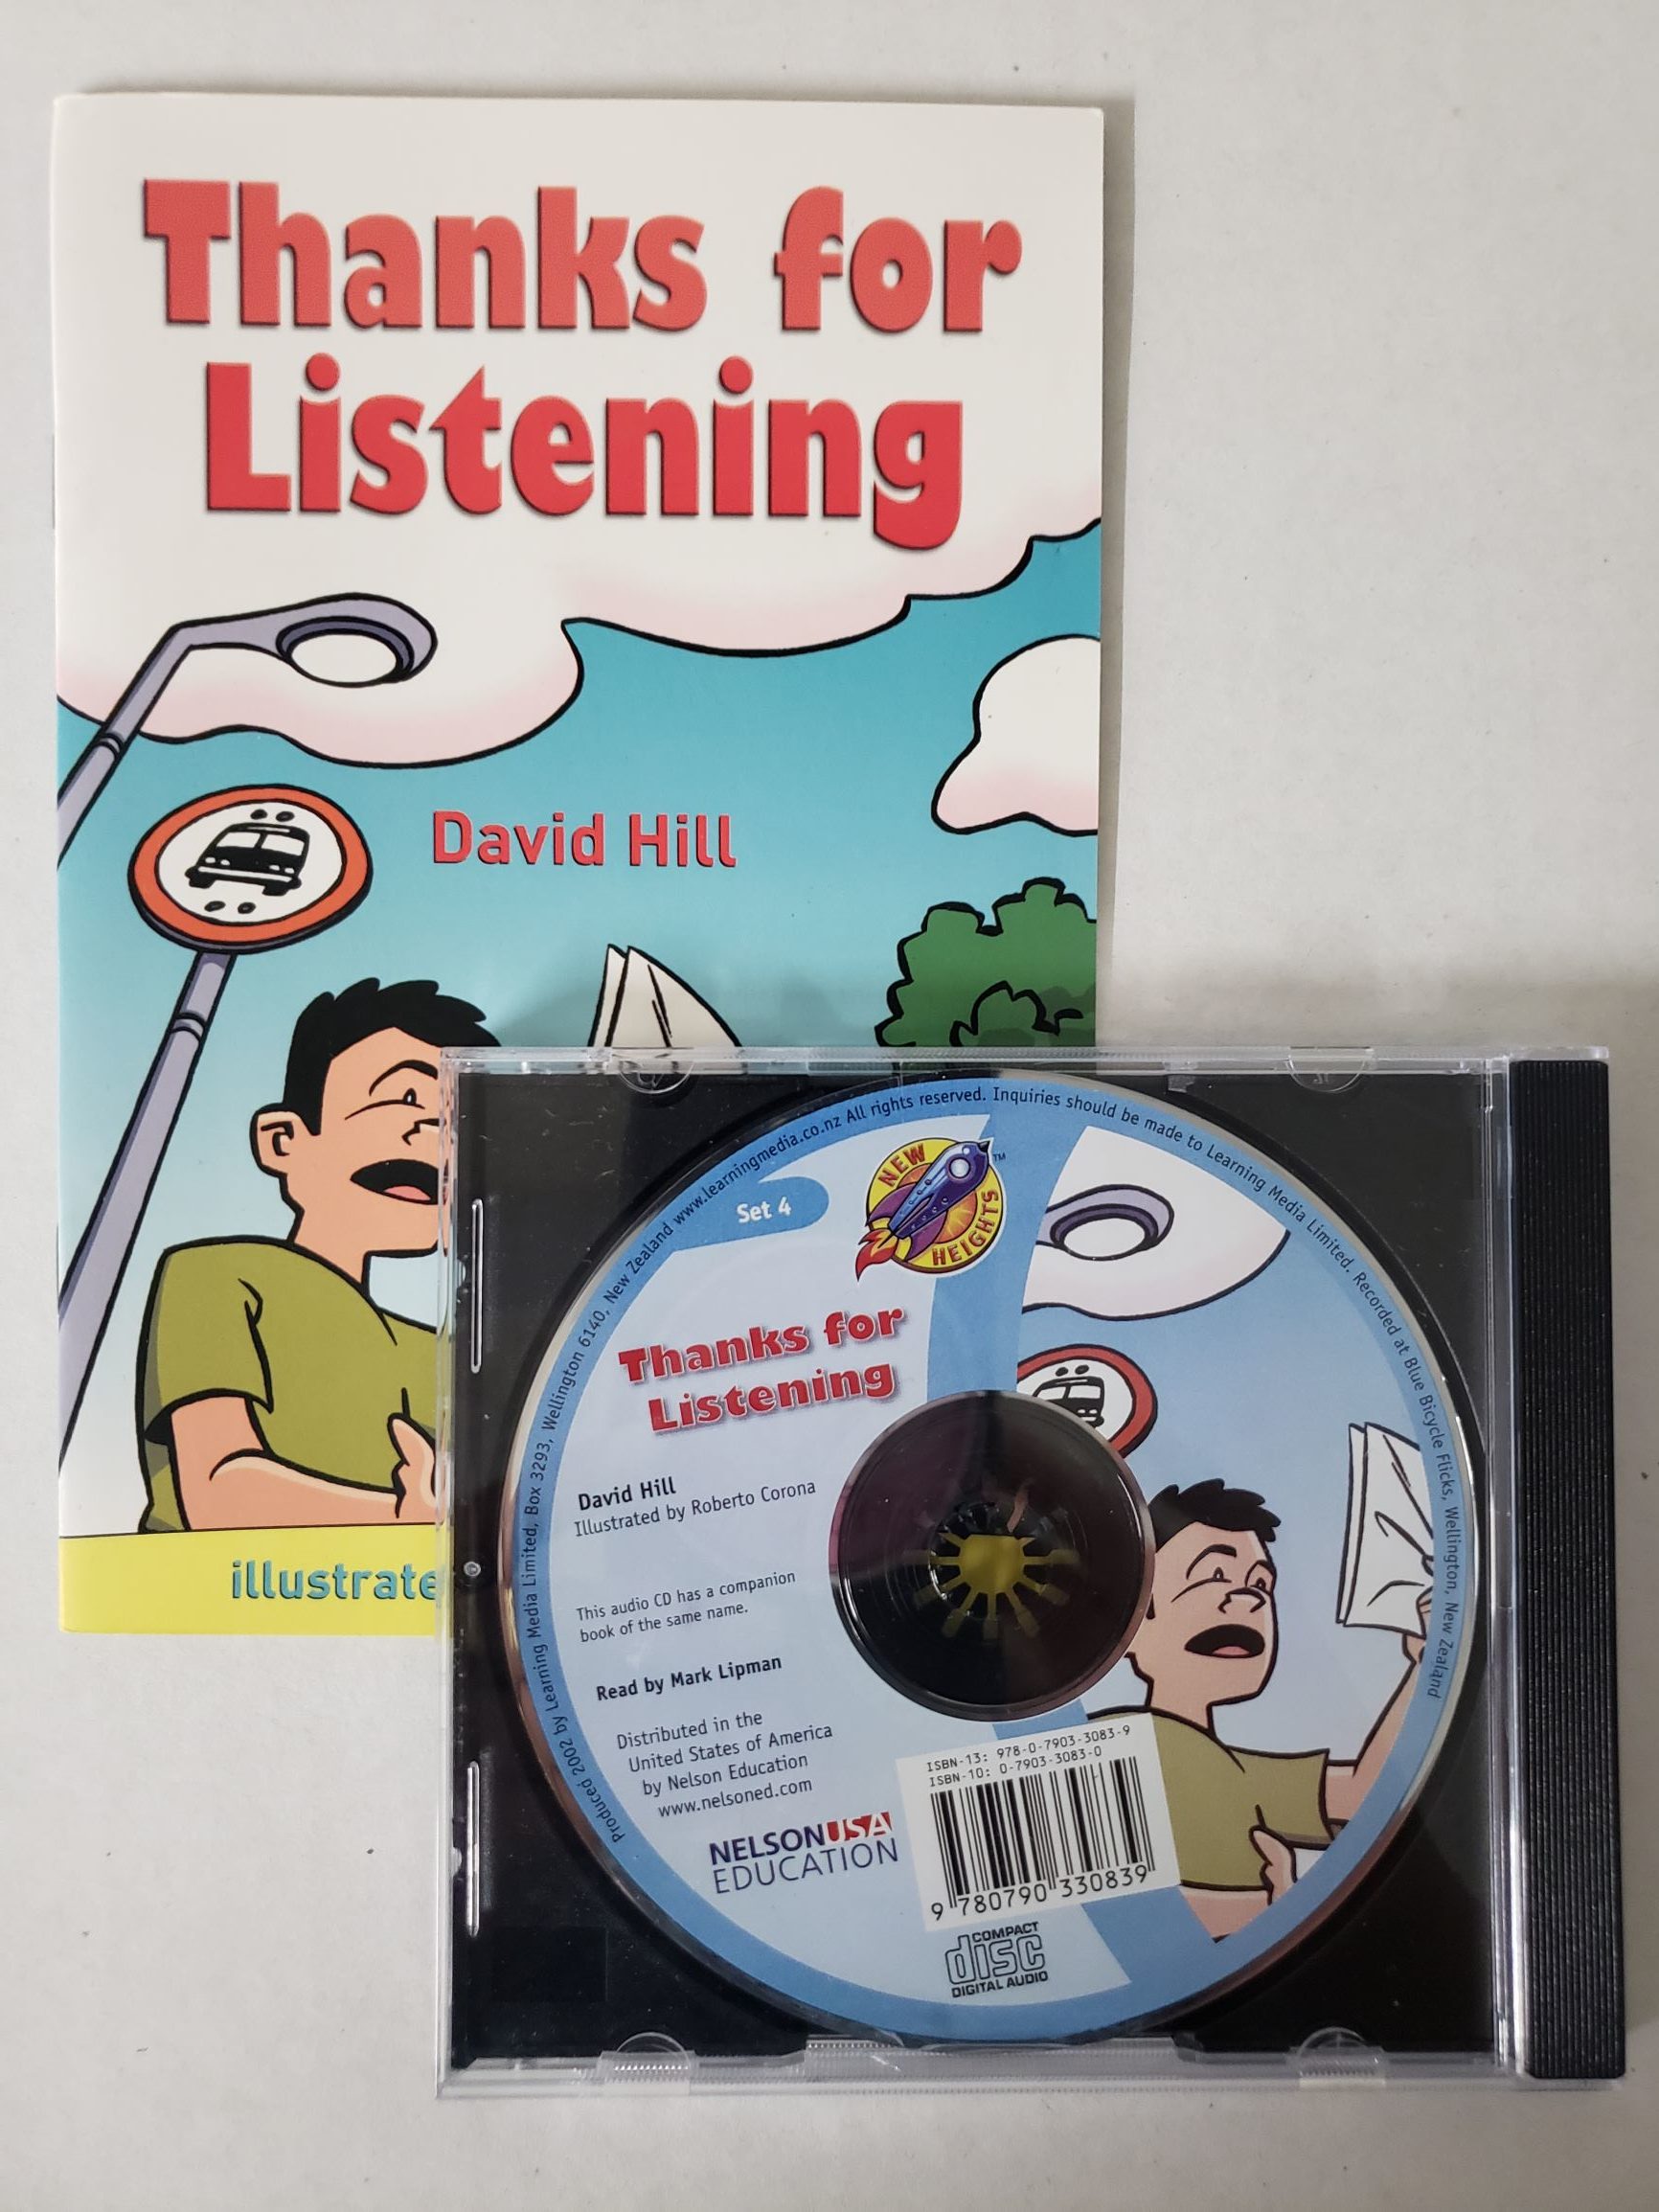 Thanks for
Listening
David Hill
illustrate
Produced 2002 by Learning Media Limited, Box 3293, Wellington 6140, New Zealand www.learningmedia.co.nz All rights reserved. Inquiries should be made to Learning Media Limited. Recorded at Blue Bicycle Flicks, Wellington, New Zealand
Set 4
NEW
HEIGHTS
TM
Thanks for
Listening
David Hill
Illustrated by Roberto Corona
This audio CD has a companion
book of the same name.
Read by Mark Lipman
Distributed in the
United States of America
by Nelson Education
www.nelsoned.com
NELSONUSA
EDUCATION
ISBN-13: 978-0-7903-3083-9
ISBN-10: 0-7903-3083-0
9 780790 330839
COMPACT
disc
DIGITAL AUDIO